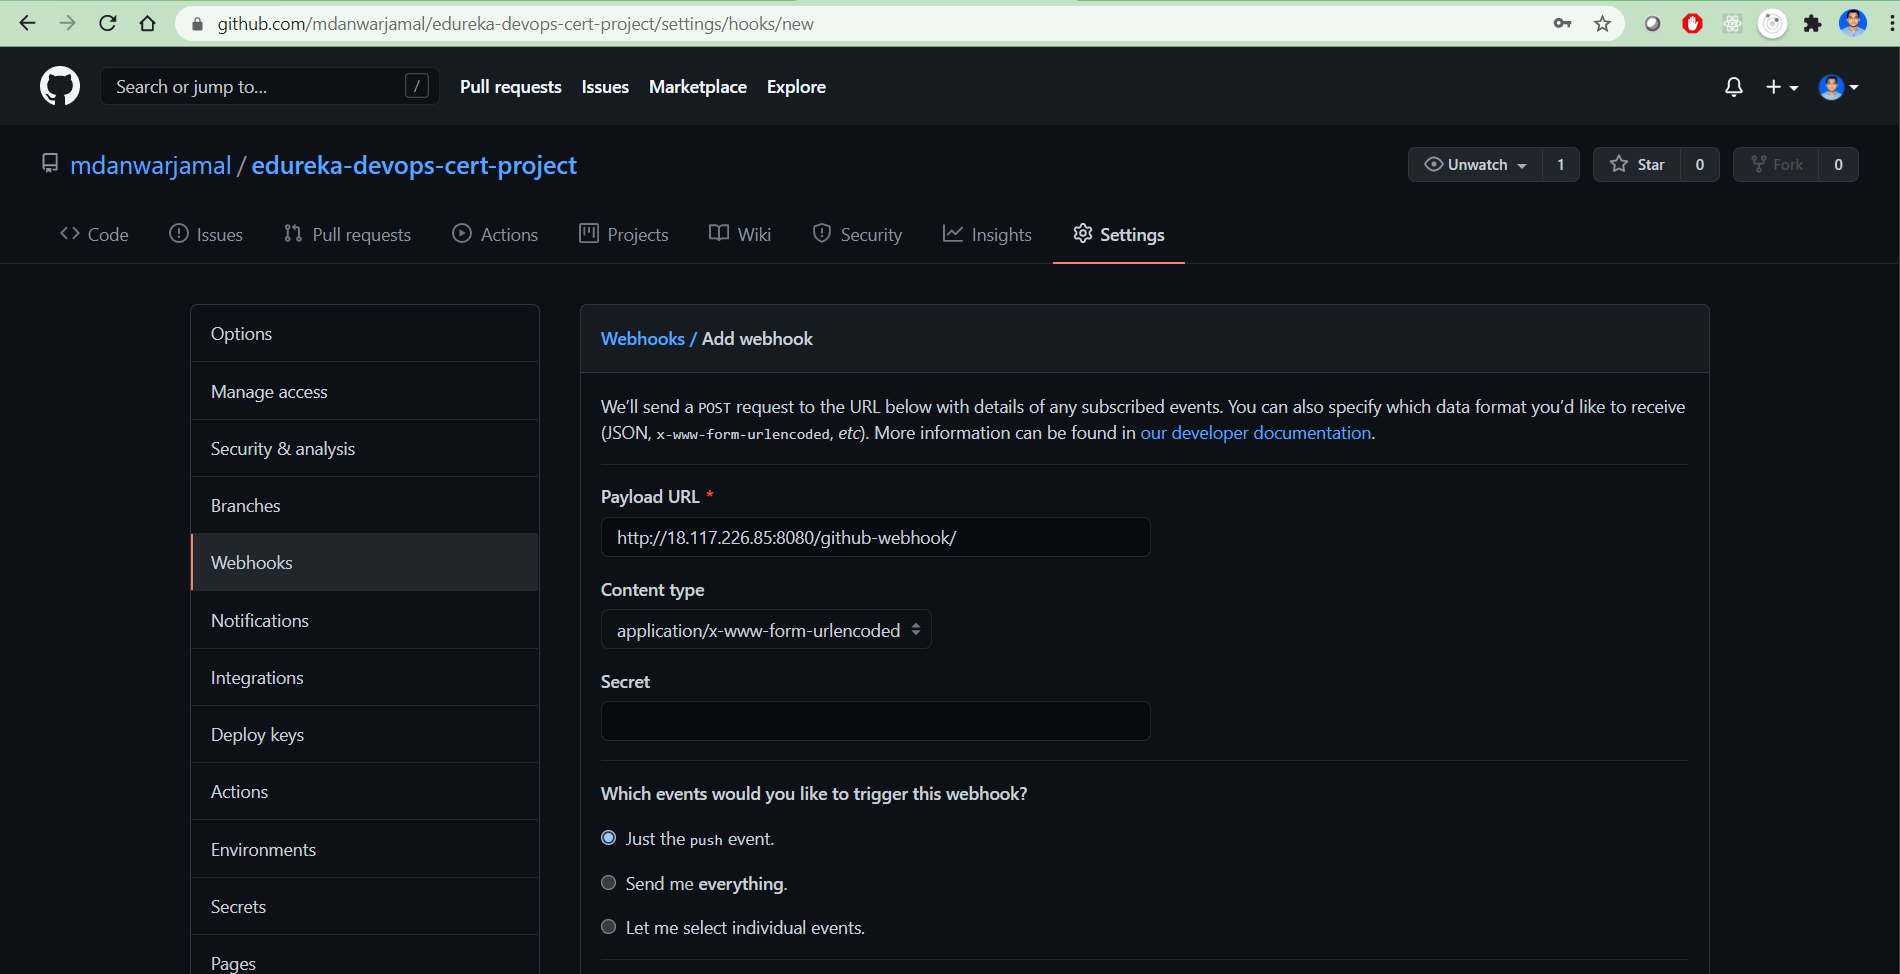 github.com/mdanwarjamal/edureka-devops-cert-project/settings/hooks/new
Search or jump to... /
Pull requests Issues Marketplace Explore
mdanwarjamal / edureka-devops-cert-project
Unwatch 1 Star 0 Fork 0
Code Issues Pull requests Actions Projects Wiki Security Insights Settings
Options
Manage access
Security & analysis
Branches
Webhooks
Notifications
Integrations
Deploy keys
Actions
Environments
Secrets
Pages
Webhooks / Add webhook
We’ll send a POST request to the URL below with details of any subscribed events. You can also specify which data format you’d like to receive
(JSON, x-www-form-urlencoded, etc). More information can be found in our developer documentation.
Payload URL *
http://18.117.226.85:8080/github-webhook/
Content type
application/x-www-form-urlencoded
Secret
Which events would you like to trigger this webhook?
Just the push event.
Send me everything.
Let me select individual events.